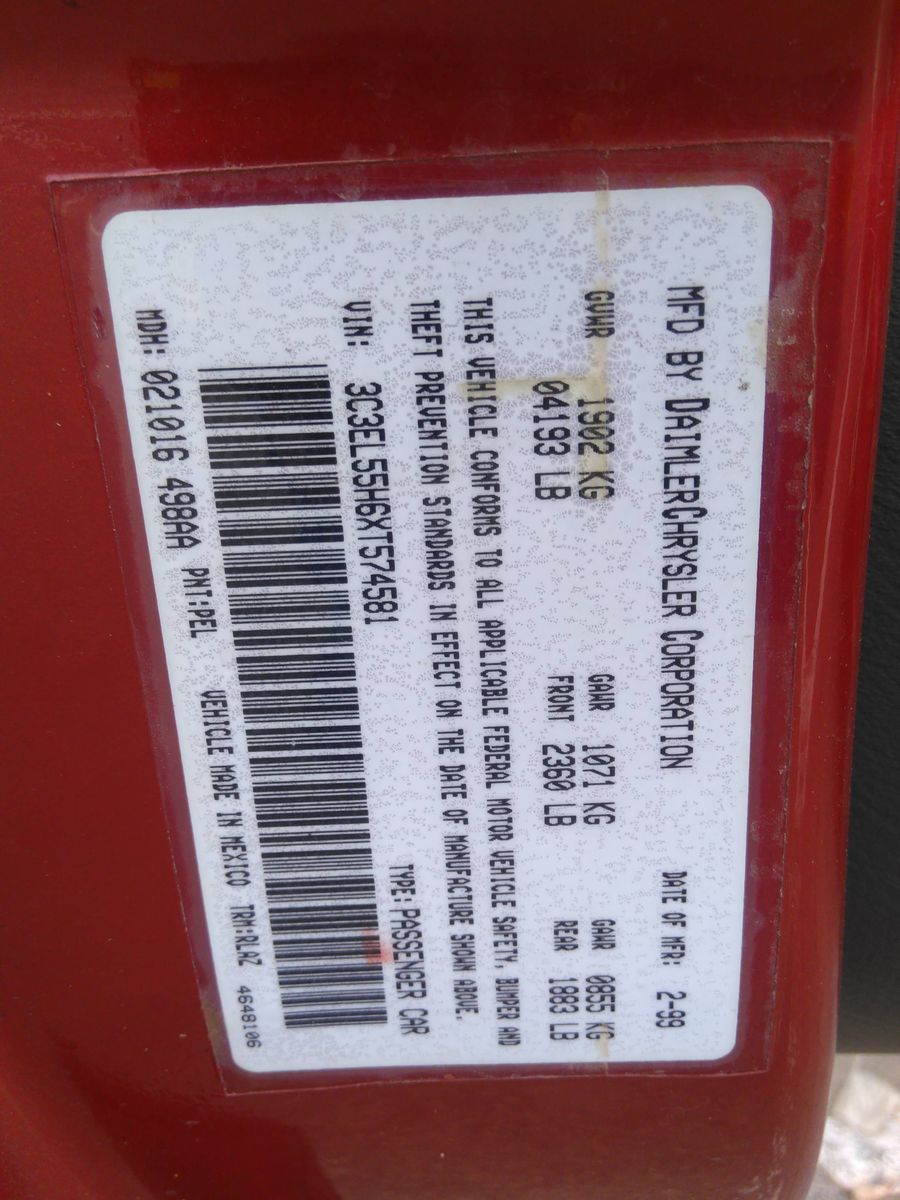 MFD BY DAIMLERCHRYSLER CORPORATION DATE OF MFR: 2-99
GVWR 1902 KG GAWR 1071 KG GAWR 0855 KG
04193 LB FRONT 2360 LB REAR 1883 LB
THIS VEHICLE CONFORMS TO ALL APPLICABLE FEDERAL MOTOR VEHICLE SAFETY, BUMPER AND
THEFT PREVENTION STANDARDS IN EFFECT ON THE DATE OF MANUFACTURE SHOWN ABOVE.
VIN: 3C3EL55H6XT574581 TYPE: PASSENGER CAR
MDH: 021016 498AA PNT:PEL VEHICLE MADE IN MEXICO TRM:RLAZ 4648106